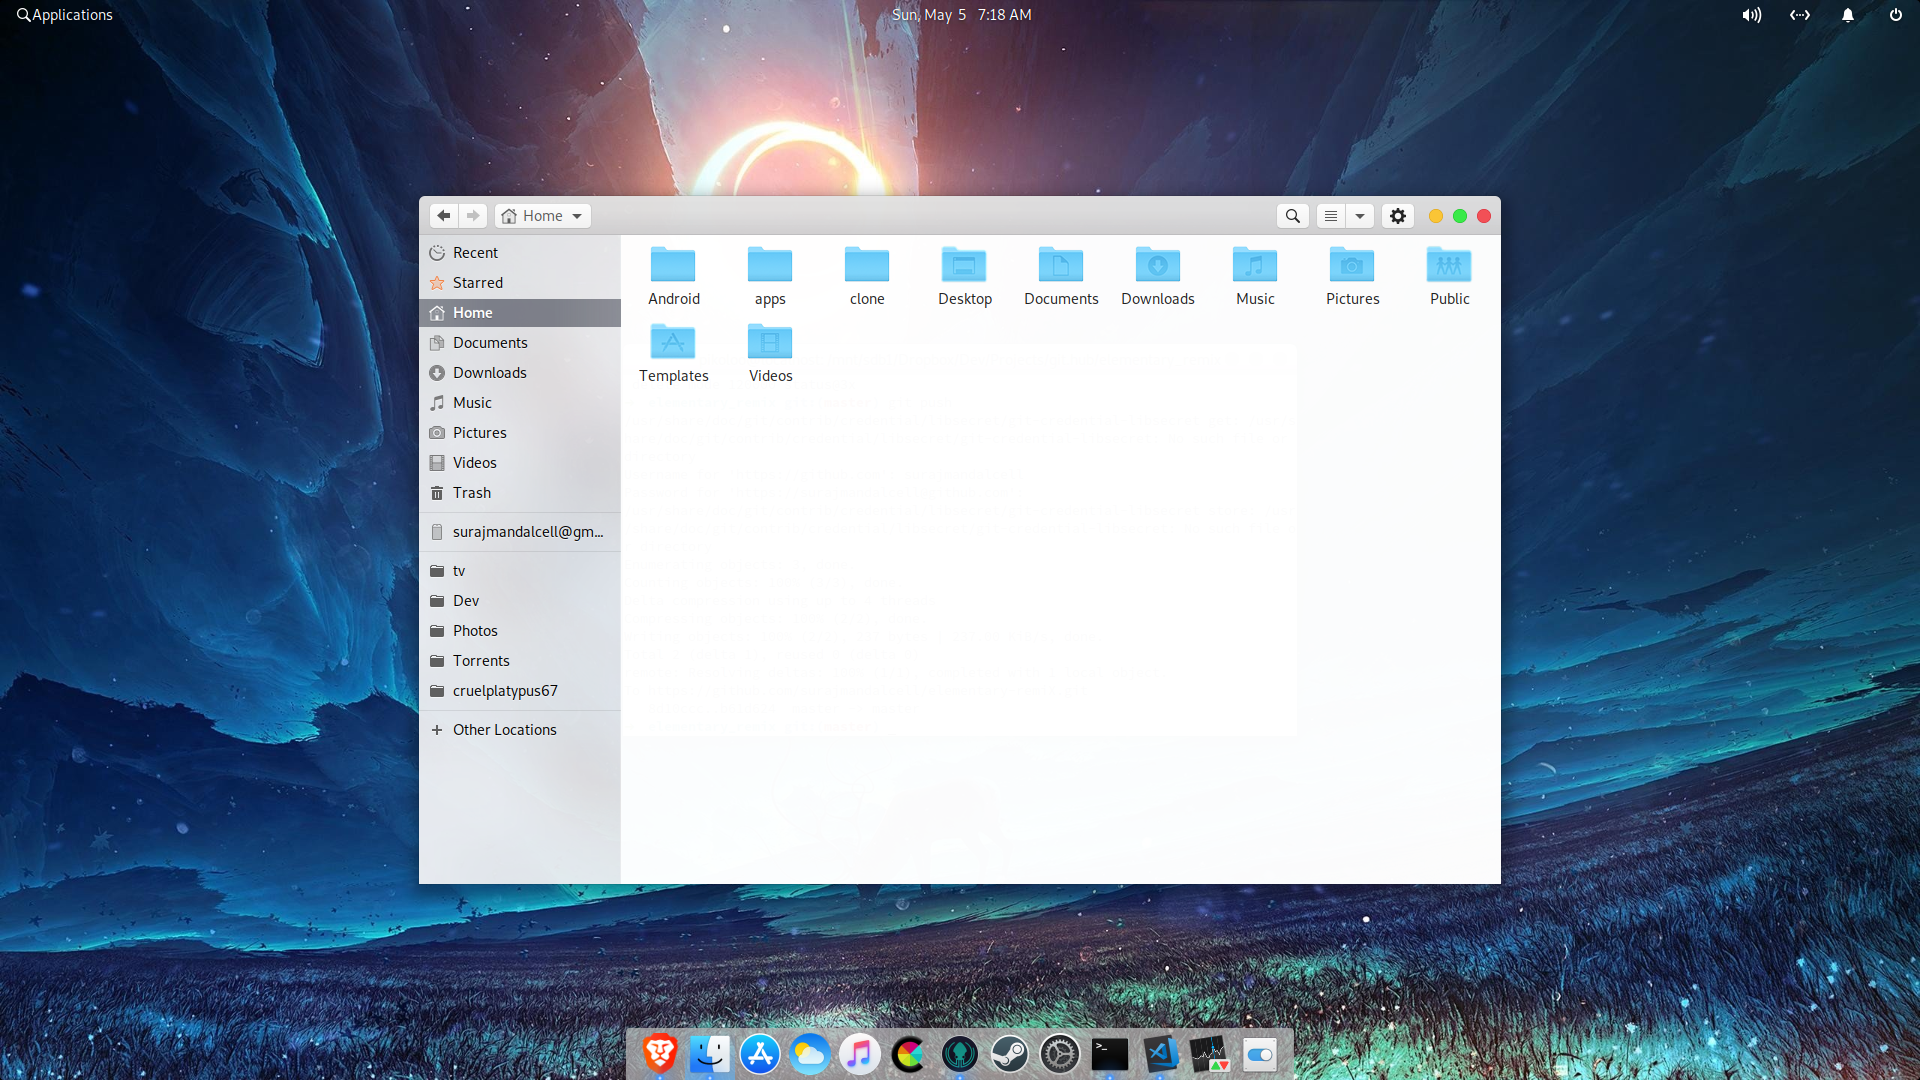 Applications
Sun, May 5 7:18 AM
Home
Recent
Starred
Home
Documents
Downloads
Music
Pictures
Videos
Trash
surajmandalcell@gm...
tv
Dev
Photos
Torrents
cruelplatypus67
Other Locations
Android apps clone Desktop Documents Downloads Music Pictures Public
Templates Videos
>_